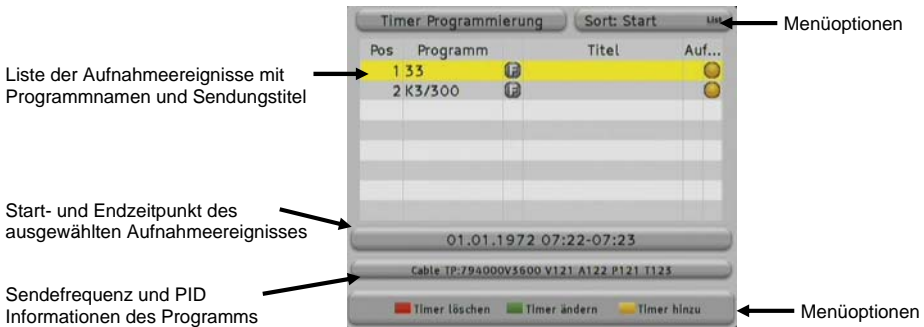 Timer Programmierung Sort: Start List
Menüoptionen
Pos Programm Titel Auf...
Liste der Aufnahmeereignisse mit
Programmnamen und Sendungstitel
1 33 F
2 K3/300 F
Start- und Endzeitpunkt des
ausgewählten Aufnahmeereignisses
01.01.1972 07:22-07:23
Cable TP:794000V3600 V121 A122 P121 T123
Sendefrequenz und PID
Informationen des Programms
Timer löschen Timer ändern Timer hinzu
Menüoptionen